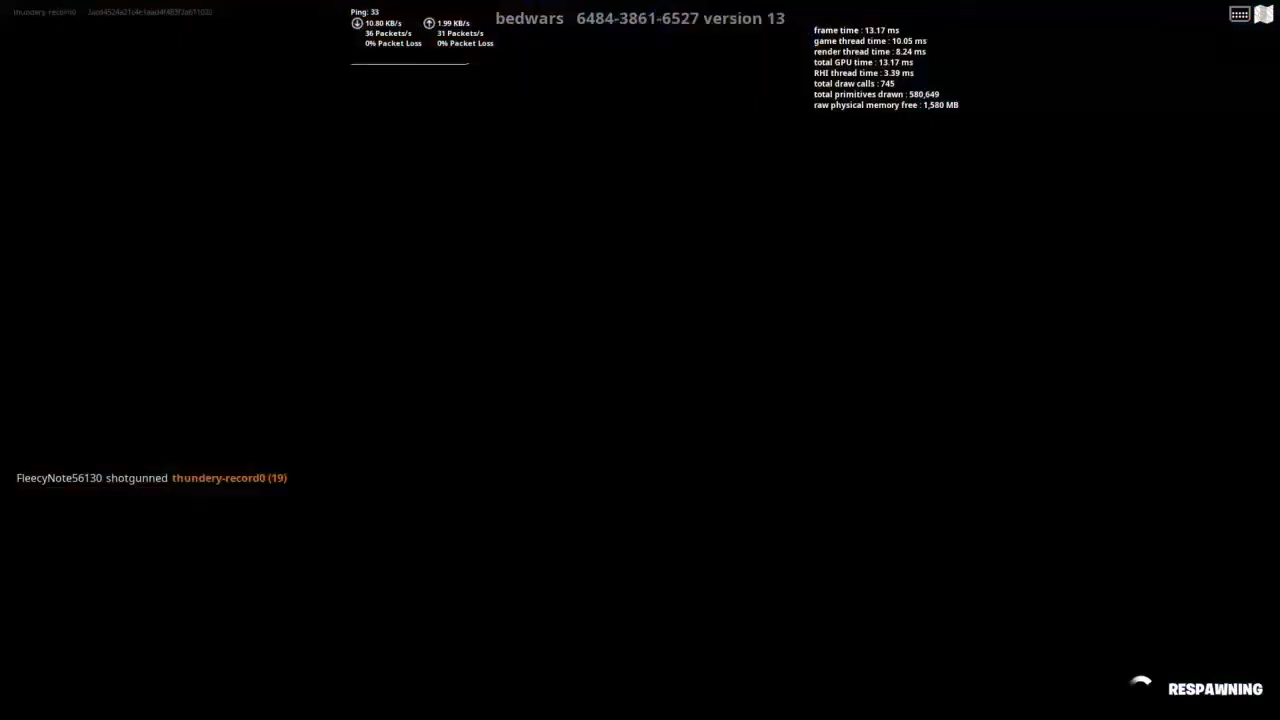 thundery-record0
Ping: 33
10.80 KB/s 1.99 KB/s
36 Packets/s 31 Packets/s
0% Packet Loss 0% Packet Loss
bedwars 6484-3861-6527 version 13
frame time : 13.17 ms
game thread time : 10.05 ms
render thread time : 8.24 ms
total GPU time : 13.17 ms
RHI thread time : 3.39 ms
total draw calls : 745
total primitives drawn : 580,649
raw physical memory free : 1,580 MB
FleecyNote56130 shotgunned thundery-record0 (19)
RESPAWNING